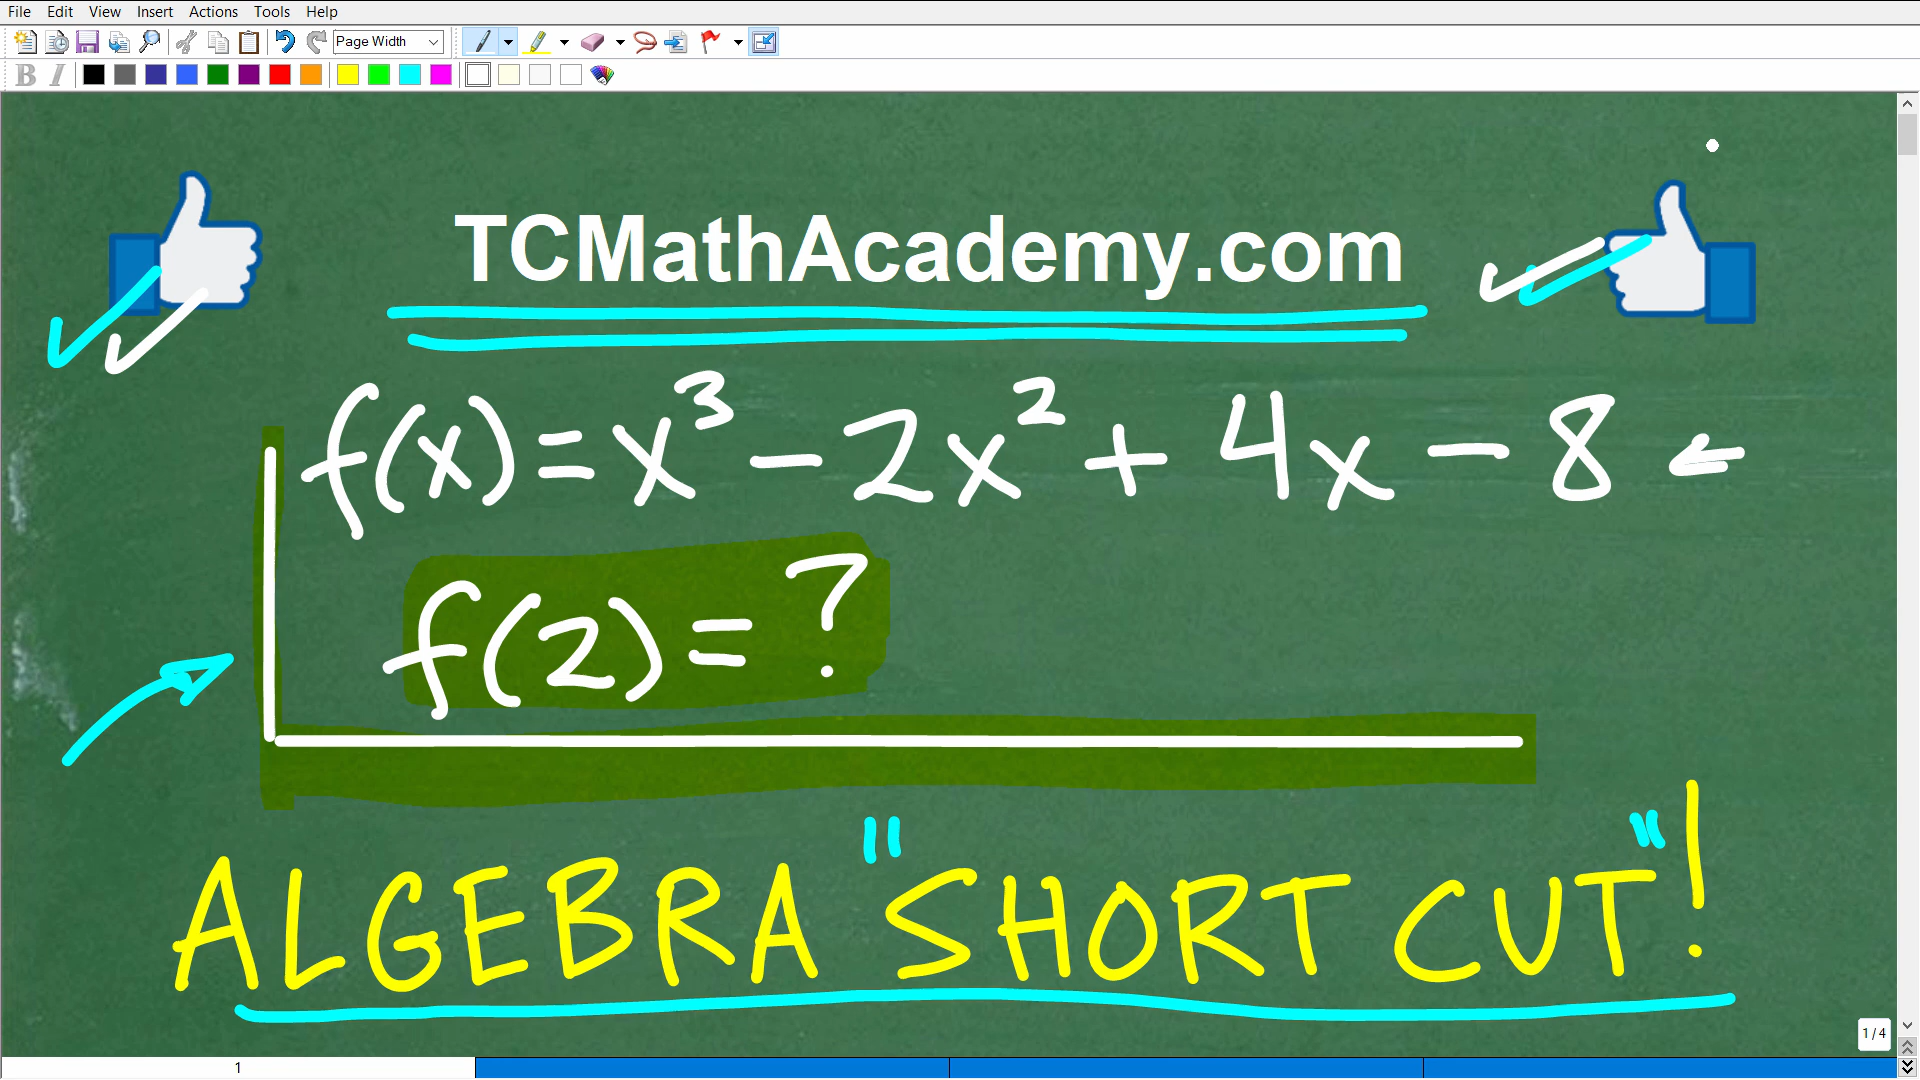 File Edit View Insert Actions Tools Help
Page Width
B I
TCMathAcademy.com
f(x) = x³ - 2x² + 4x - 8
f(2) = ?
ALGEBRA "SHORT CUT"!
1 / 4
1